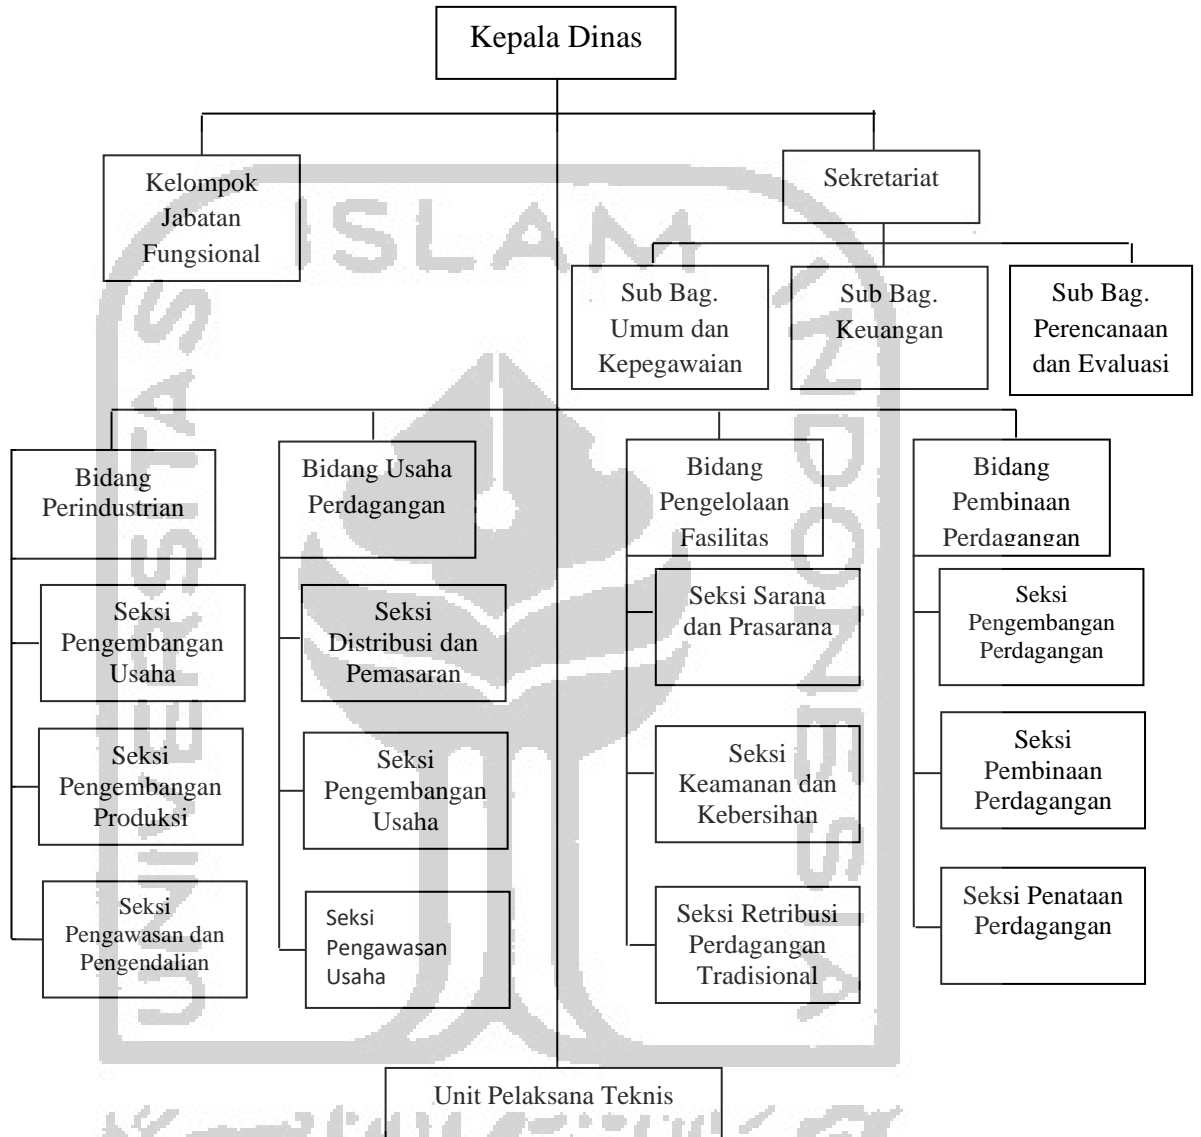 Kepala Dinas
Kelompok
Jabatan
Fungsional
Sekretariat
Sub Bag.
Umum dan
Kepegawaian
Sub Bag.
Keuangan
Sub Bag.
Perencanaan
dan Evaluasi
Bidang
Perindustrian
Bidang Usaha
Perdagangan
Bidang
Pengelolaan
Fasilitas
Bidang
Pembinaan
Perdagangan
Seksi
Pengembangan
Usaha
Seksi
Pengembangan
Produksi
Seksi
Pengawasan dan
Pengendalian
Seksi
Distribusi dan
Pemasaran
Seksi
Pengembangan
Usaha
Seksi
Pengawasan
Usaha
Seksi Sarana
dan Prasarana
Seksi
Keamanan dan
Kebersihan
Seksi Retribusi
Perdagangan
Tradisional
Seksi
Pengembangan
Perdagangan
Seksi
Pembinaan
Perdagangan
Seksi Penataan
Perdagangan
Unit Pelaksana Teknis
UNIVERSITAS
ISLAM
INDONESIA